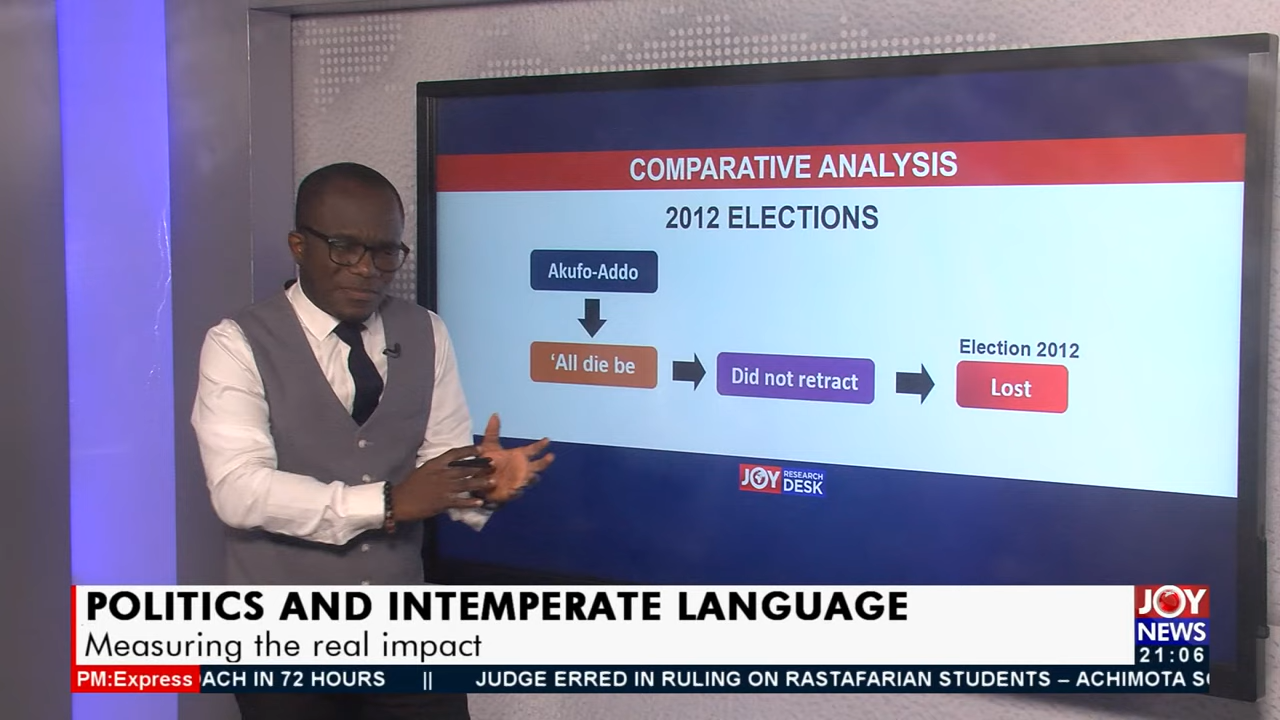 COMPARATIVE ANALYSIS
2012 ELECTIONS
Akufo-Addo
‘All die be
Did not retract
Election 2012
Lost
JOY RESEARCH DESK
POLITICS AND INTEMPERATE LANGUAGE
Measuring the real impact
JOY
NEWS
21:06
PM:Express
ACH IN 72 HOURS || JUDGE ERRED IN RULING ON RASTAFARIAN STUDENTS – ACHIMOTA